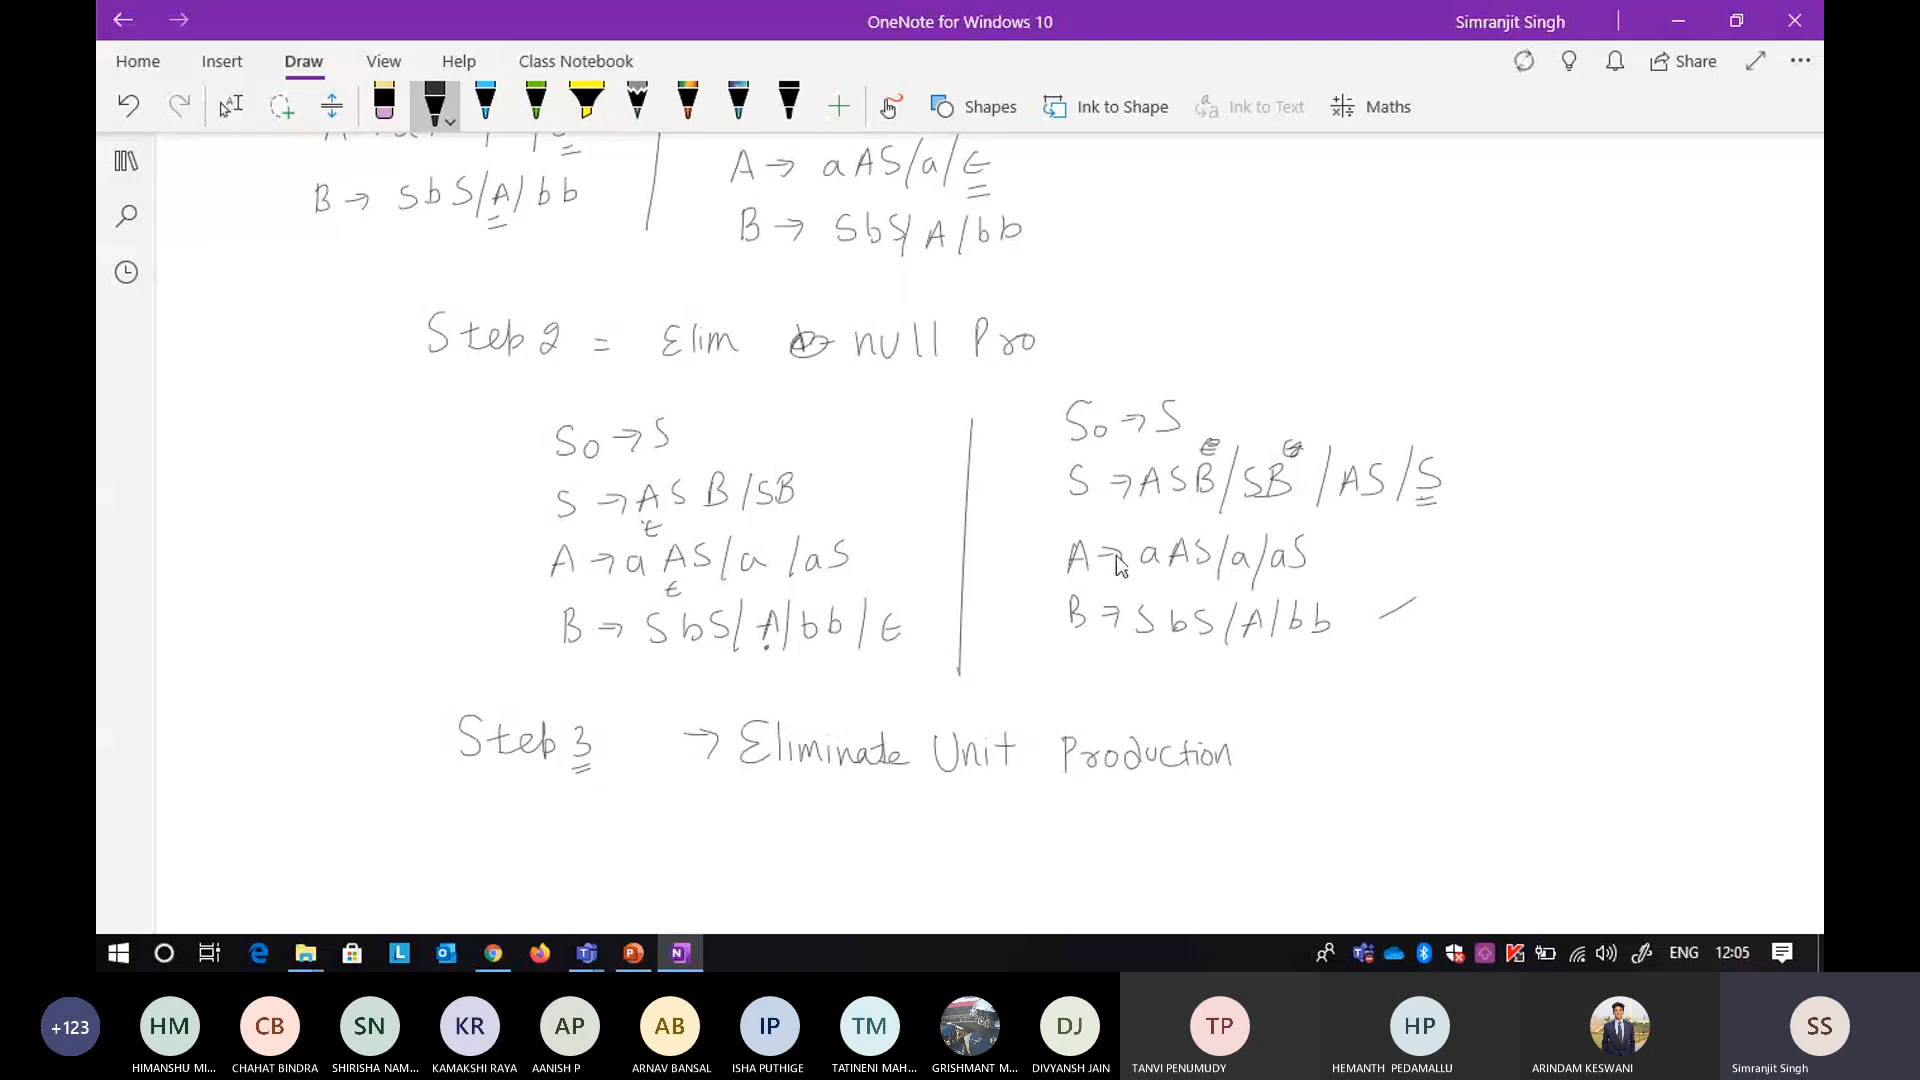 OneNote for Windows 10
Simranjit Singh
Home Insert Draw View Help Class Notebook
Share
Shapes Ink to Shape Ink to Text Maths
B → SbS/A/bb
A → aAS/a/ε
B → SbS/A/bb
Step 2 = Elim null Pro
S0 → S
S → ASB/SB
ε
A → aAS/a/aS
ε
B → SbS/A/bb/ε
S0 → S
S → ASB/SB/AS/S
A → aAS/a/aS
B → SbS/A/bb
Step 3 → Eliminate Unit Production
ENG 12:05
+123 HM CB SN KR AP AB IP TM DJ TP HP SS
HIMANSHU MI... CHAHAT BINDRA SHIRISHA NAM... KAMAKSHI RAYA AANISH P ARNAV BANSAL ISHA PUTHIGE TATINENI MAH... GRISHMANT M... DIVYANSH JAIN TANVI PENUMUDY HEMANTH PEDAMALLU ARINDAM KESWANI Simranjit Singh